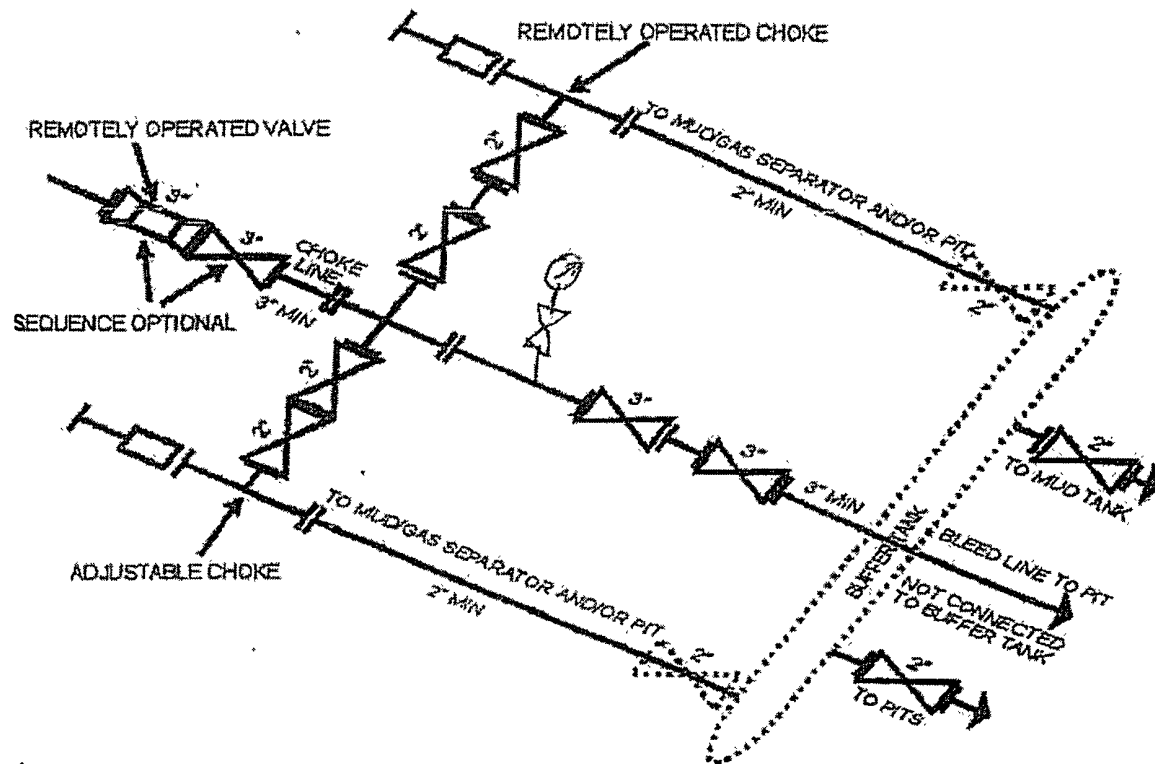 REMOTELY OPERATED CHOKE
REMOTELY OPERATED VALVE
TO MUD/GAS SEPARATOR AND/OR PIT
2" MIN
2"
2"
3"
3"
CHOKE
LINE
3" MIN
SEQUENCE OPTIONAL
2"
2"
2"
3"
3"
3" MIN
2"
TO MUD TANK
BUFFER TANK
BLEED LINE TO PIT
NOT CONNECTED
TO BUFFER TANK
ADJUSTABLE CHOKE
TO MUD/GAS SEPARATOR AND/OR PIT
2" MIN
2"
2"
TO PITS